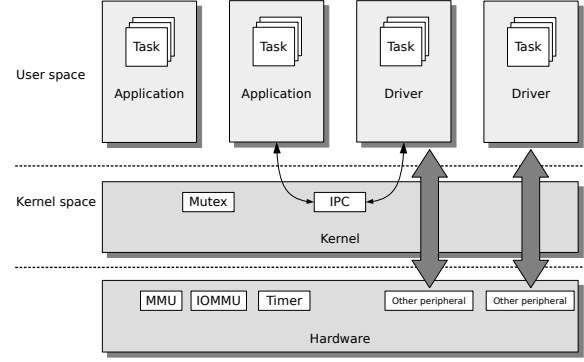 Task
Task
Task
Task
User space
Application
Application
Driver
Driver
Kernel space
Mutex
IPC
Kernel
MMU
IOMMU
Timer
Other peripheral
Other peripheral
Hardware